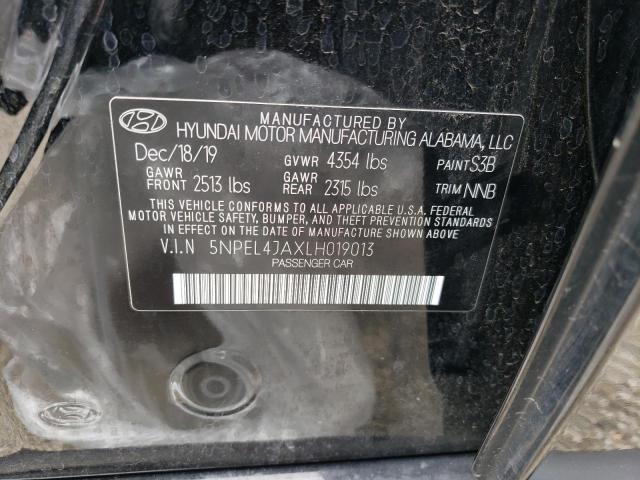 MANUFACTURED BY
HYUNDAI MOTOR MANUFACTURING ALABAMA, LLC
Dec/18/19 GVWR 4354 lbs PAINT S3B
GAWR FRONT 2513 lbs GAWR REAR 2315 lbs TRIM NNB
THIS VEHICLE CONFORMS TO ALL APPLICABLE U.S.A. FEDERAL
MOTOR VEHICLE SAFETY, BUMPER, AND THEFT PREVENTION STANDARDS
IN EFFECT ON THE DATE OF MANUFACTURE SHOWN ABOVE.
V.I.N 5NPEL4JAXLH019013
PASSENGER CAR